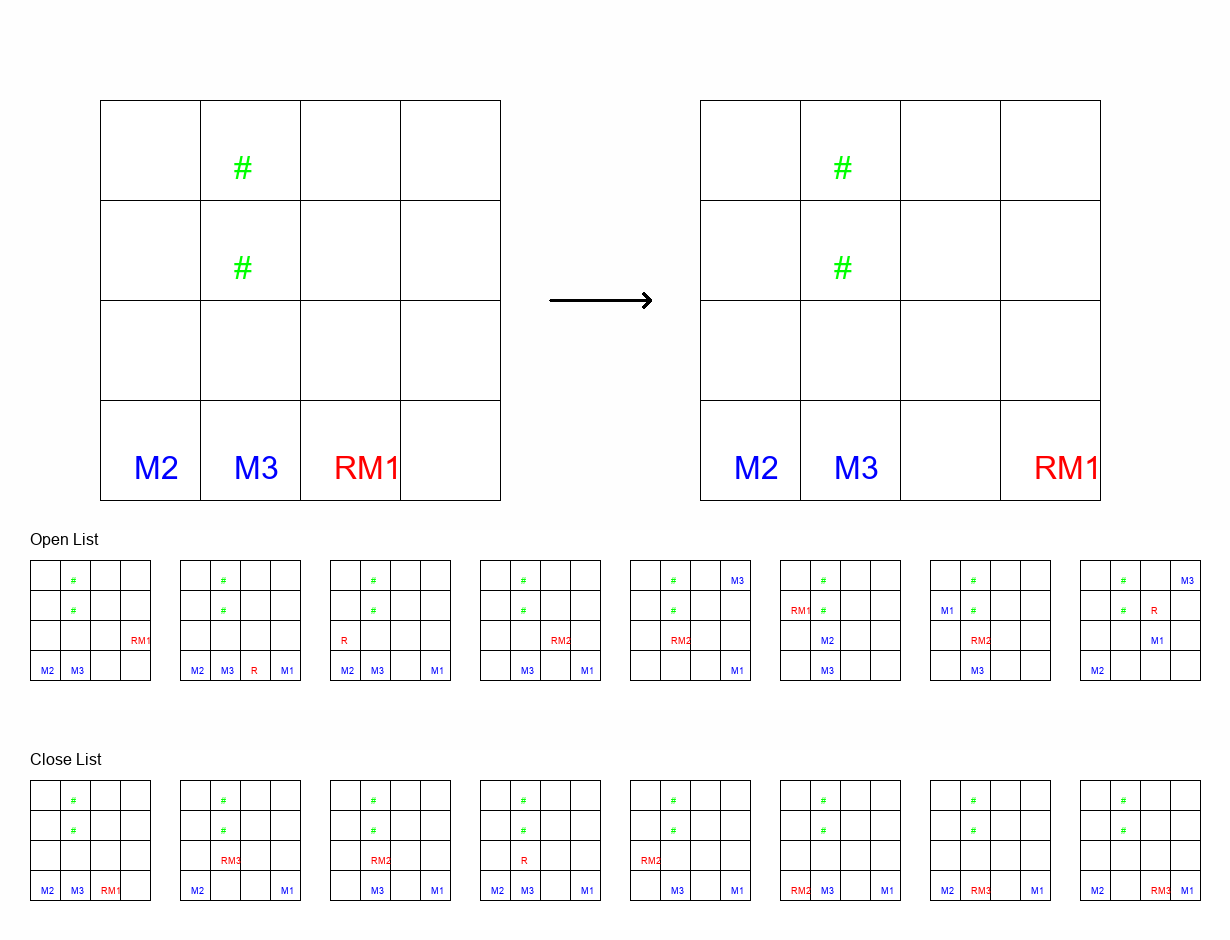 # #
# #
M2 M3 RM1 M2 M3 RM1
Open List
# # # # # M3 # # # M3
# # # # # RM1 # M1 # # R
RM1 R RM2 RM2 M2 RM2 M1
M2 M3 M2 M3 R M1 M2 M3 M1 M3 M1 M1 M3 M3 M2
Close List
# # # # # # # #
# # # # # # # #
RM3 RM2 R RM2
M2 M3 RM1 M2 M1 M3 M1 M2 M3 M1 M3 M1 RM2 M3 M1 M2 RM3 M1 M2 RM3 M1